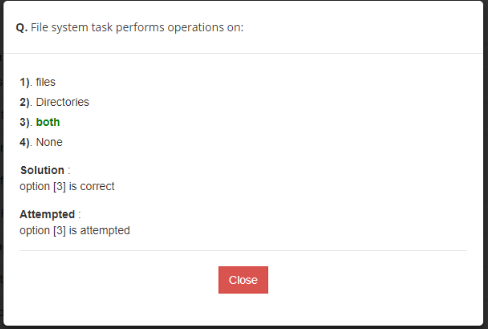 Q. File system task performs operations on:
1). files
2). Directories
3). both
4). None
Solution :
option [3] is correct
Attempted :
option [3] is attempted
Close